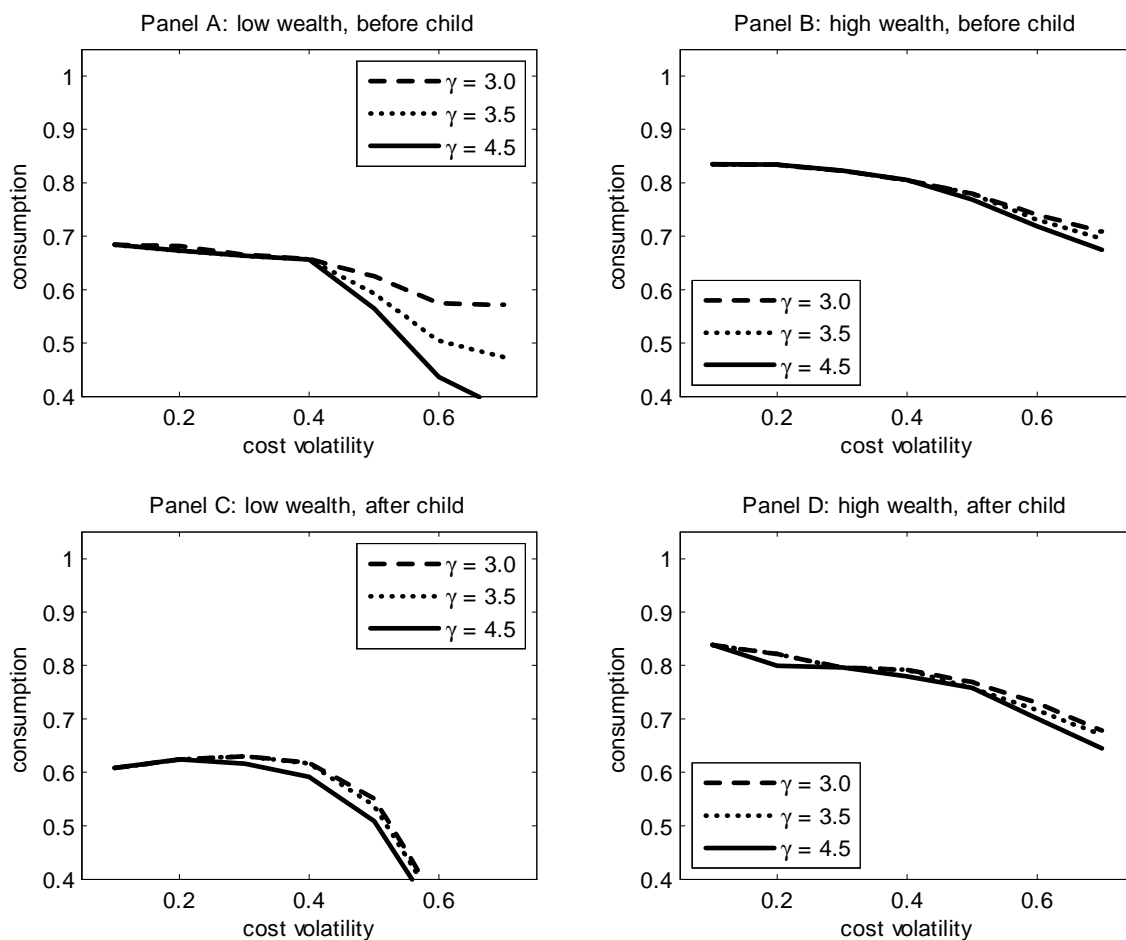 Panel A: low wealth, before child
1
0.9
0.8
0.7
0.6
0.5
0.4
consumption
γ = 3.0
γ = 3.5
γ = 4.5
0.2 0.4 0.6
cost volatility
Panel B: high wealth, before child
1
0.9
0.8
0.7
0.6
0.5
0.4
consumption
γ = 3.0
γ = 3.5
γ = 4.5
0.2 0.4 0.6
cost volatility
Panel C: low wealth, after child
1
0.9
0.8
0.7
0.6
0.5
0.4
consumption
γ = 3.0
γ = 3.5
γ = 4.5
0.2 0.4 0.6
cost volatility
Panel D: high wealth, after child
1
0.9
0.8
0.7
0.6
0.5
0.4
consumption
γ = 3.0
γ = 3.5
γ = 4.5
0.2 0.4 0.6
cost volatility